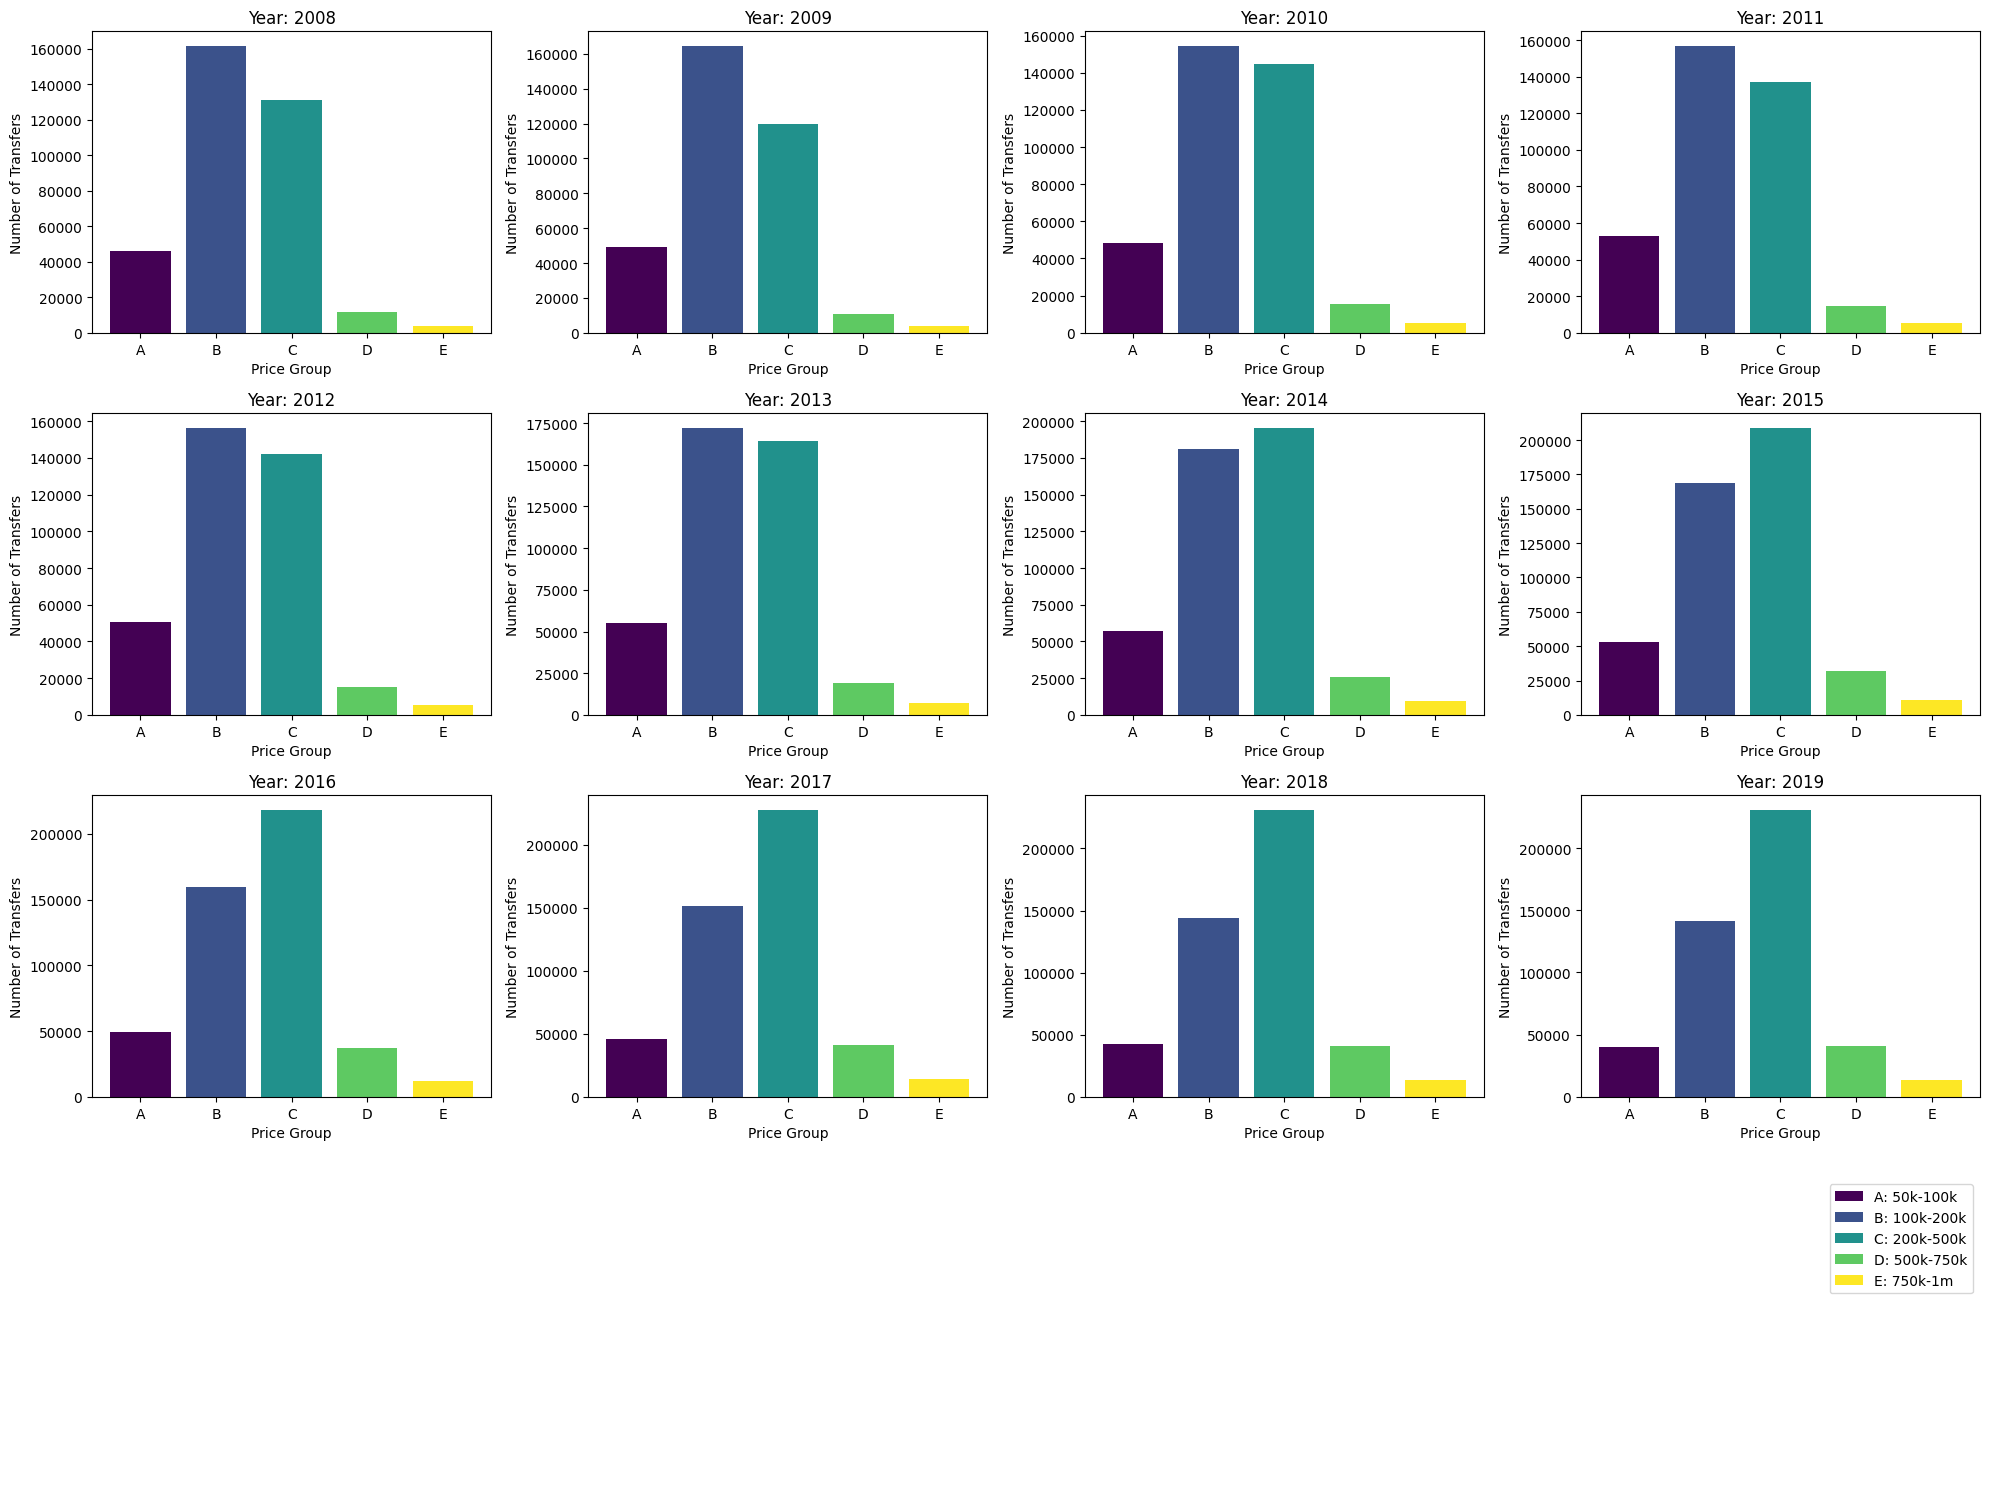 Year: 2008
Number of Transfers
160000
140000
120000
100000
80000
60000
40000
20000
0
A B C D E
Price Group
Year: 2009
Number of Transfers
160000
140000
120000
100000
80000
60000
40000
20000
0
A B C D E
Price Group
Year: 2010
Number of Transfers
160000
140000
120000
100000
80000
60000
40000
20000
0
A B C D E
Price Group
Year: 2011
Number of Transfers
160000
140000
120000
100000
80000
60000
40000
20000
0
A B C D E
Price Group
Year: 2012
Number of Transfers
160000
140000
120000
100000
80000
60000
40000
20000
0
A B C D E
Price Group
Year: 2013
Number of Transfers
175000
150000
125000
100000
75000
50000
25000
0
A B C D E
Price Group
Year: 2014
Number of Transfers
200000
175000
150000
125000
100000
75000
50000
25000
0
A B C D E
Price Group
Year: 2015
Number of Transfers
200000
175000
150000
125000
100000
75000
50000
25000
0
A B C D E
Price Group
Year: 2016
Number of Transfers
200000
150000
100000
50000
0
A B C D E
Price Group
Year: 2017
Number of Transfers
200000
150000
100000
50000
0
A B C D E
Price Group
Year: 2018
Number of Transfers
200000
150000
100000
50000
0
A B C D E
Price Group
Year: 2019
Number of Transfers
200000
150000
100000
50000
0
A B C D E
Price Group
A: 50k-100k
B: 100k-200k
C: 200k-500k
D: 500k-750k
E: 750k-1m